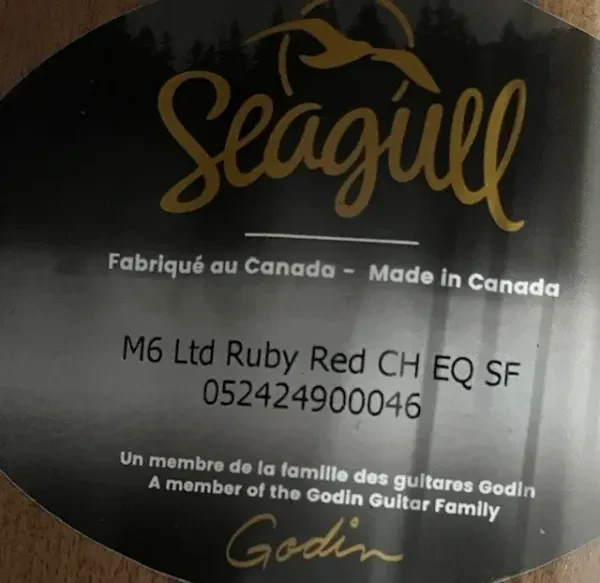 Seagull
Fabriqué au Canada - Made in Canada
M6 Ltd Ruby Red CH EQ SF
052424900046
Un membre de la famille des guitares Godin
A member of the Godin Guitar Family
Godin